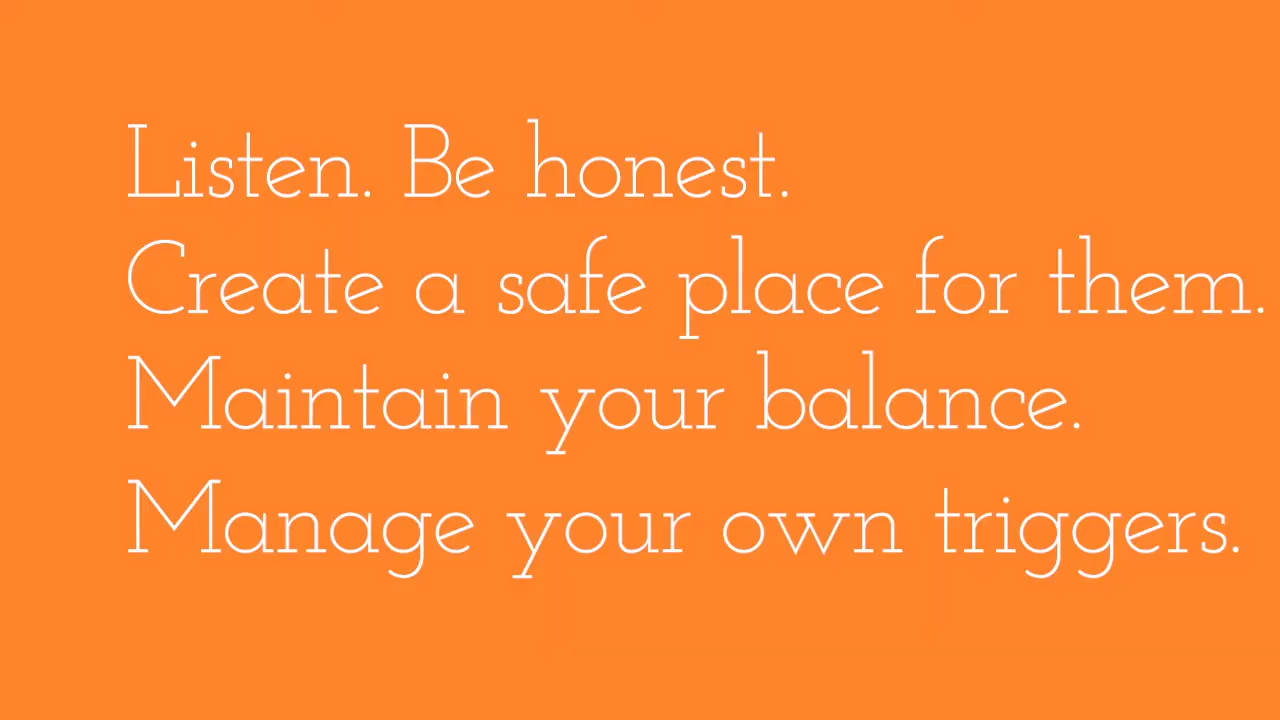 Listen. Be honest.
Create a safe place for them.
Maintain your balance.
Manage your own triggers.